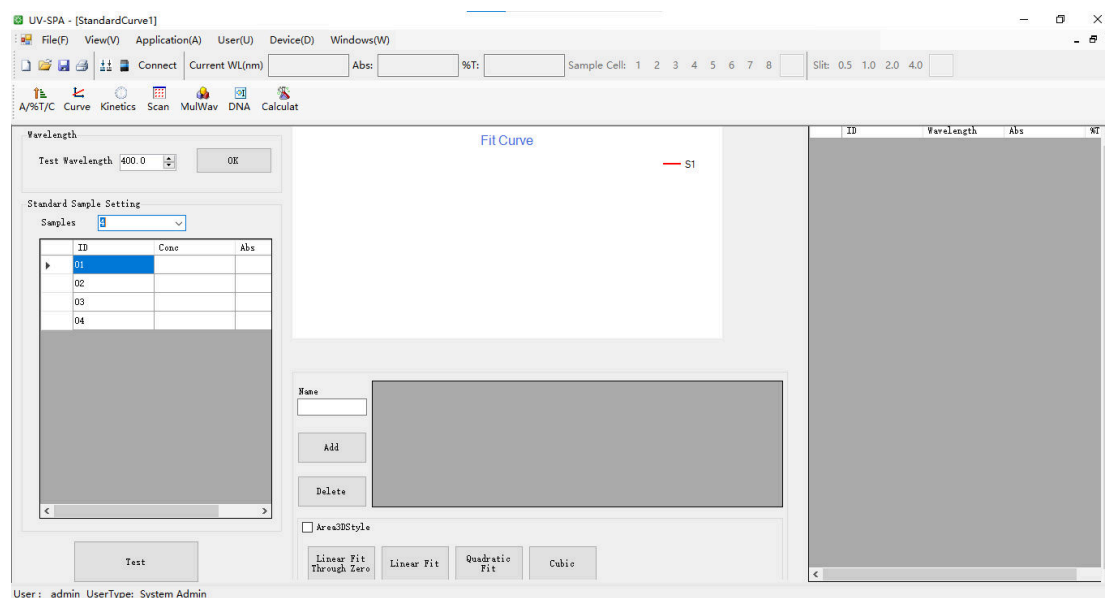 UV-SPA - [StandardCurve1]
File(F) View(V) Application(A) User(U) Device(D) Windows(W)
Connect Current WL(nm) Abs: %T: Sample Cell: 1 2 3 4 5 6 7 8 Slit: 0.5 1.0 2.0 4.0
A/%T/C Curve Kinetics Scan MulWav DNA Calculat
Wavelength
Test Wavelength 400.0 OK
Standard Sample Setting
Samples 4
ID Conc Abs
01
02
03
04
Test
Fit Curve
S1
Name
Add
Delete
Area3DStyle
Linear Fit Through Zero
Linear Fit
Quadratic Fit
Cubic
ID Wavelength Abs %T
User : admin UserType: System Admin